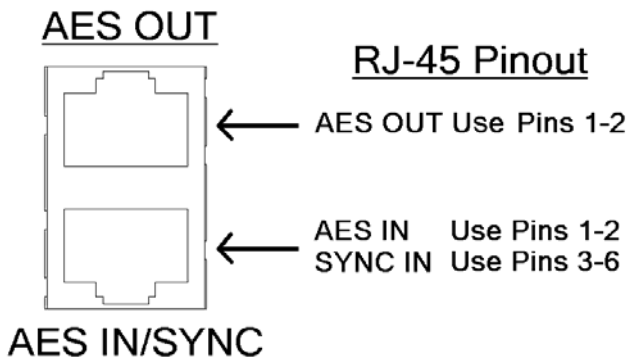 AES OUT
RJ-45 Pinout
AES OUT Use Pins 1-2
AES IN Use Pins 1-2
SYNC IN Use Pins 3-6
AES IN/SYNC